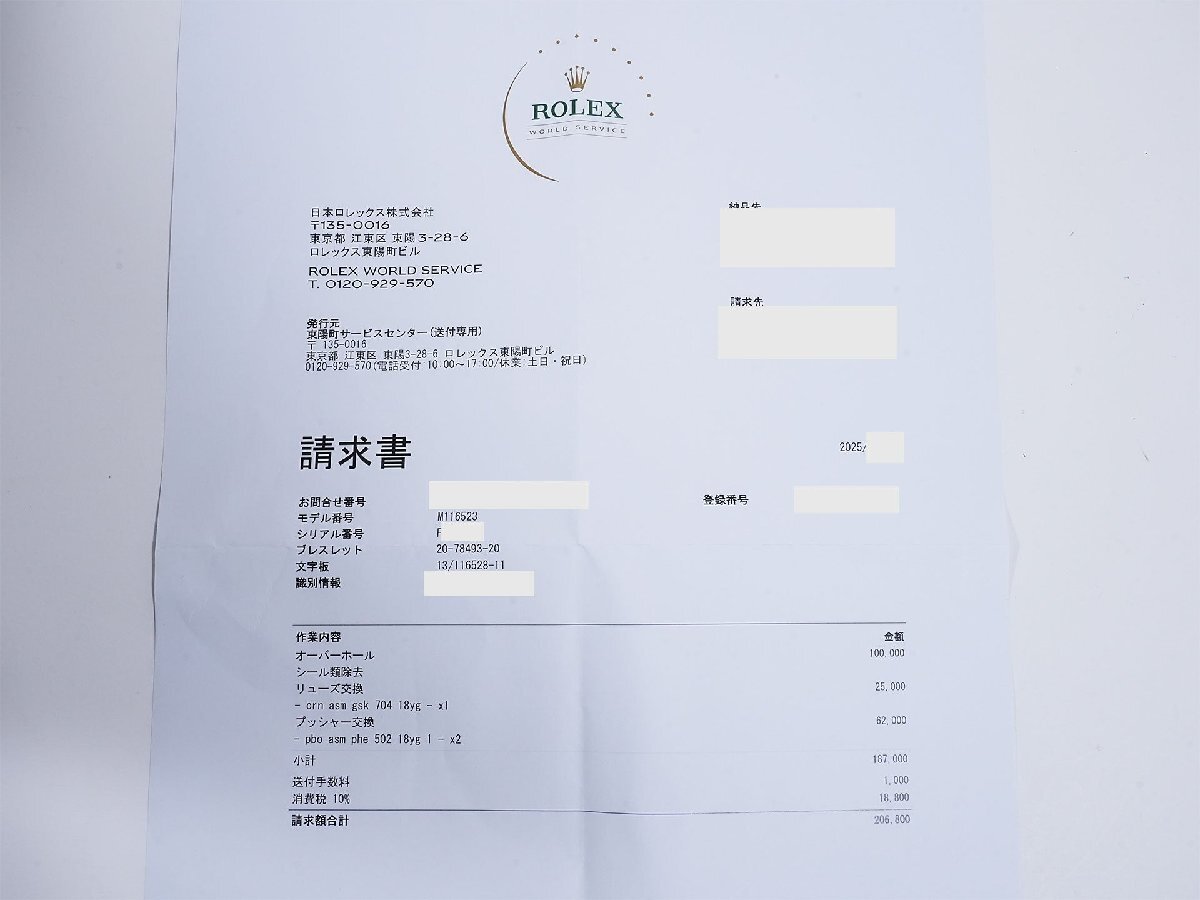 ROLEX
WORLD SERVICE
日本ロレックス株式会社
〒135-0016
東京都 江東区 東陽 3-28-6
ロレックス東陽町ビル
ROLEX WORLD SERVICE
T. 0120-929-570
納品先
請求先
発行元
東陽町サービスセンター(送付専用)
〒 135-0016
東京都 江東区 東陽3-28-6 ロレックス東陽町ビル
0120-929-570(電話受付 10:00～17:00/休業:土日・祝日)
請求書
2025/
お問合せ番号
登録番号
モデル番号 M116523
シリアル番号 F
ブレスレット 20-78493-20
文字板 13/116528-11
識別情報
作業内容 金額
オーバーホール 100,000
シール類除去
リューズ交換 25,000
- crn asm gsk 704 18yg - x1
プッシャー交換 62,000
- pbo asm phe 502 18yg 1 - x2
小計 187,000
送付手数料 1,000
消費税 10% 18,800
請求額合計 206,800